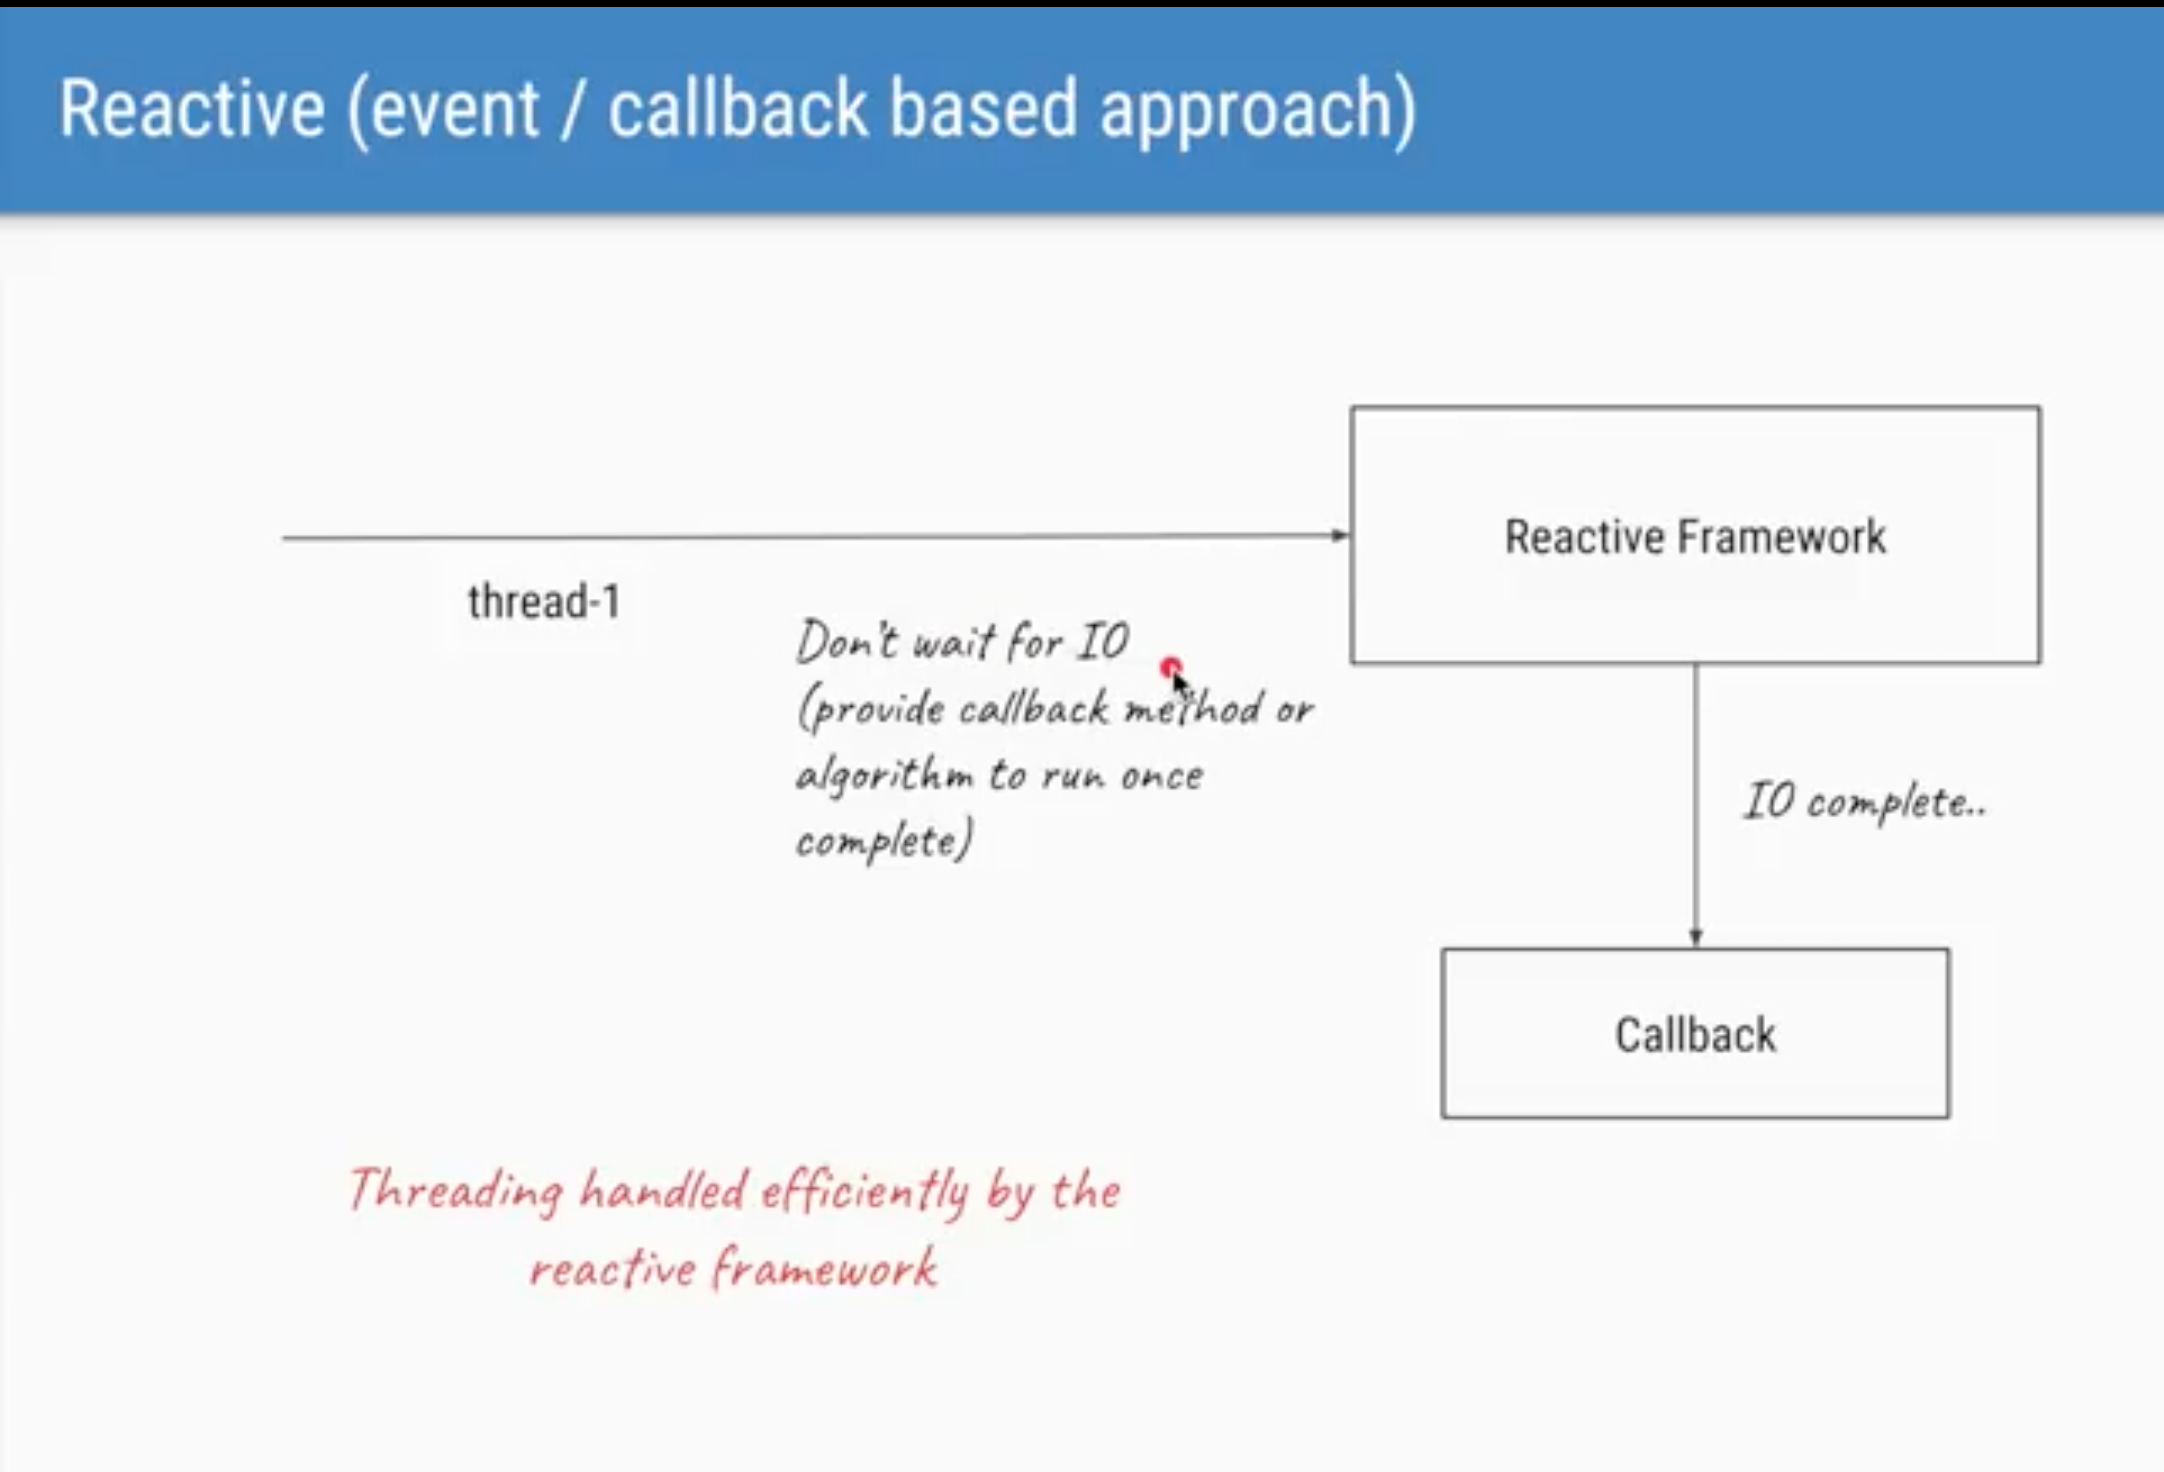 Reactive (event / callback based approach)
Reactive Framework
thread-1
Don't wait for IO
(provide callback method or
algorithm to run once
complete)
IO complete..
Callback
Threading handled efficiently by the
reactive framework